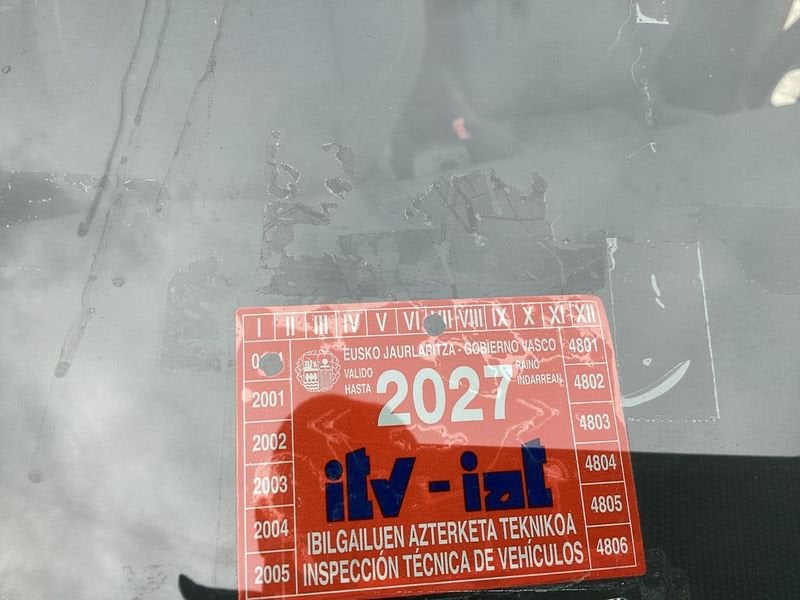 I II III IV V VI VII VIII IX X XI XII
EUSKO JAURLARITZA - GOBIERNO VASCO
VALIDO HASTA
2027
RAINO INDARREAN
2001
2002
2003
2004
2005
4801
4802
4803
4804
4805
4806
itv - iat
IBILGAILUEN AZTERKETA TEKNIKOA
INSPECCIÓN TÉCNICA DE VEHÍCULOS